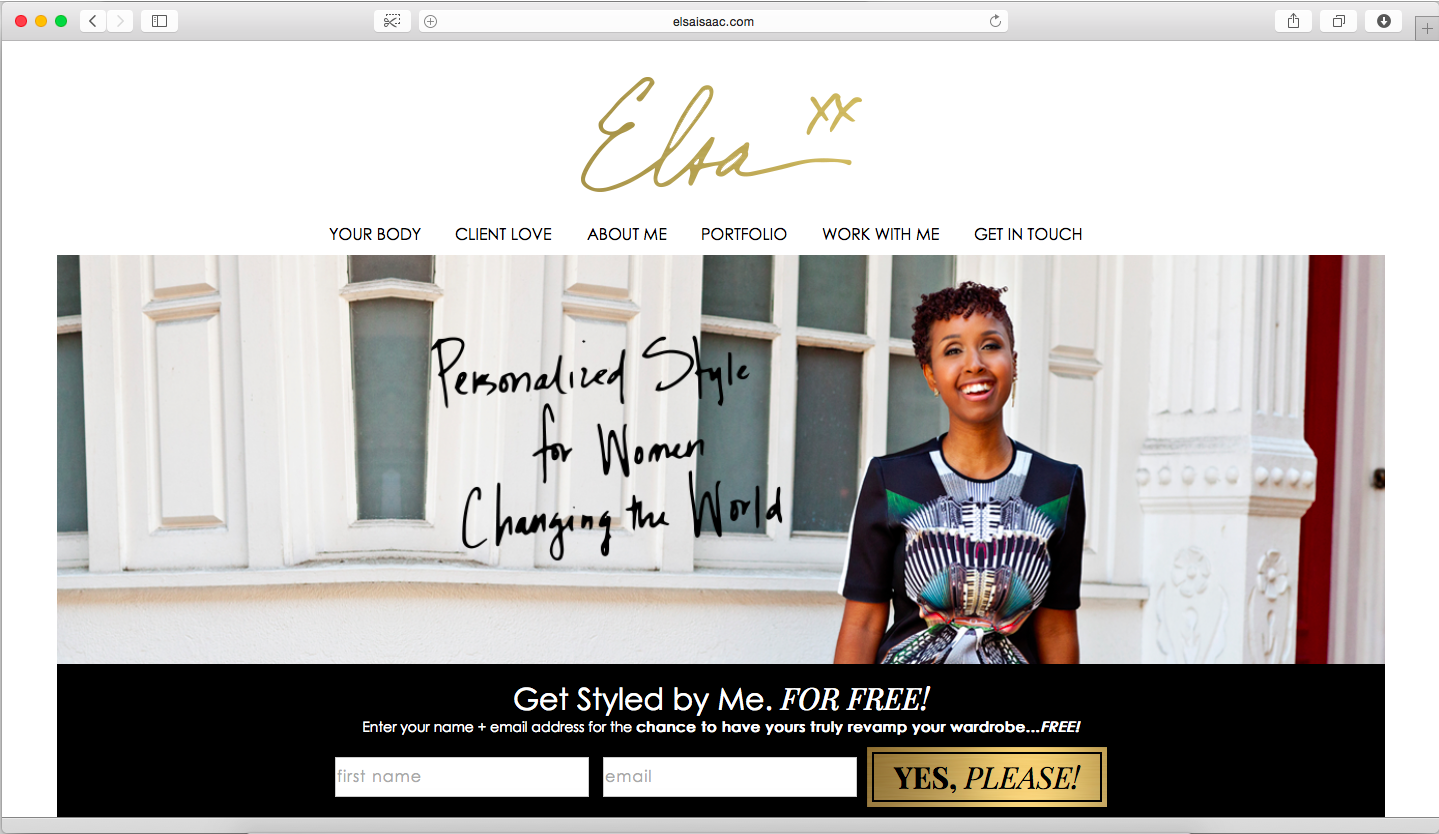 elsaisaac.com
Elsa xx
YOUR BODY CLIENT LOVE ABOUT ME PORTFOLIO WORK WITH ME GET IN TOUCH
Personalized Style
for Women
Changing the World
Get Styled by Me. FOR FREE!
Enter your name + email address for the chance to have yours truly revamp your wardrobe...FREE!
first name email YES, PLEASE!